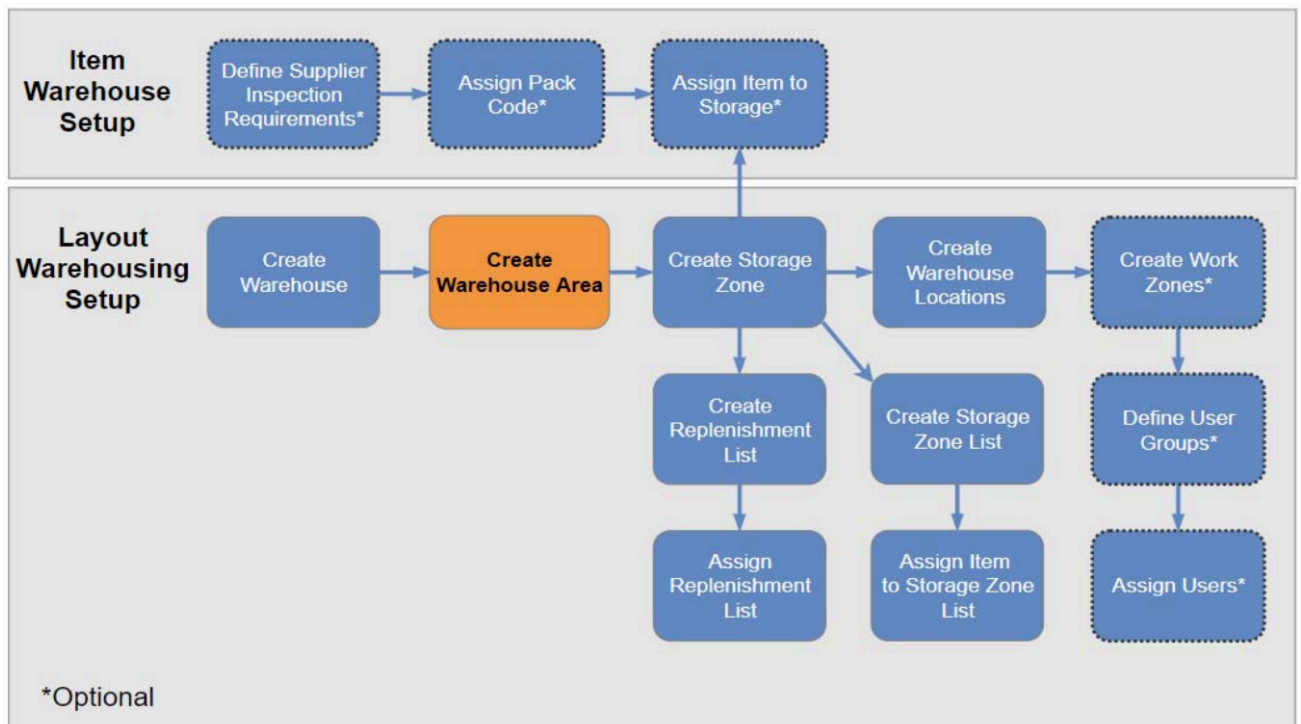 Item
Warehouse
Setup
Define Supplier
Inspection
Requirements*
Assign Pack
Code*
Assign Item to
Storage*
Layout
Warehousing
Setup
Create
Warehouse
Create
Warehouse Area
Create Storage
Zone
Create
Warehouse
Locations
Create Work
Zones*
Create
Replenishment
List
Create Storage
Zone List
Define User
Groups*
Assign
Replenishment
List
Assign Item
to Storage Zone
List
Assign Users*
*Optional